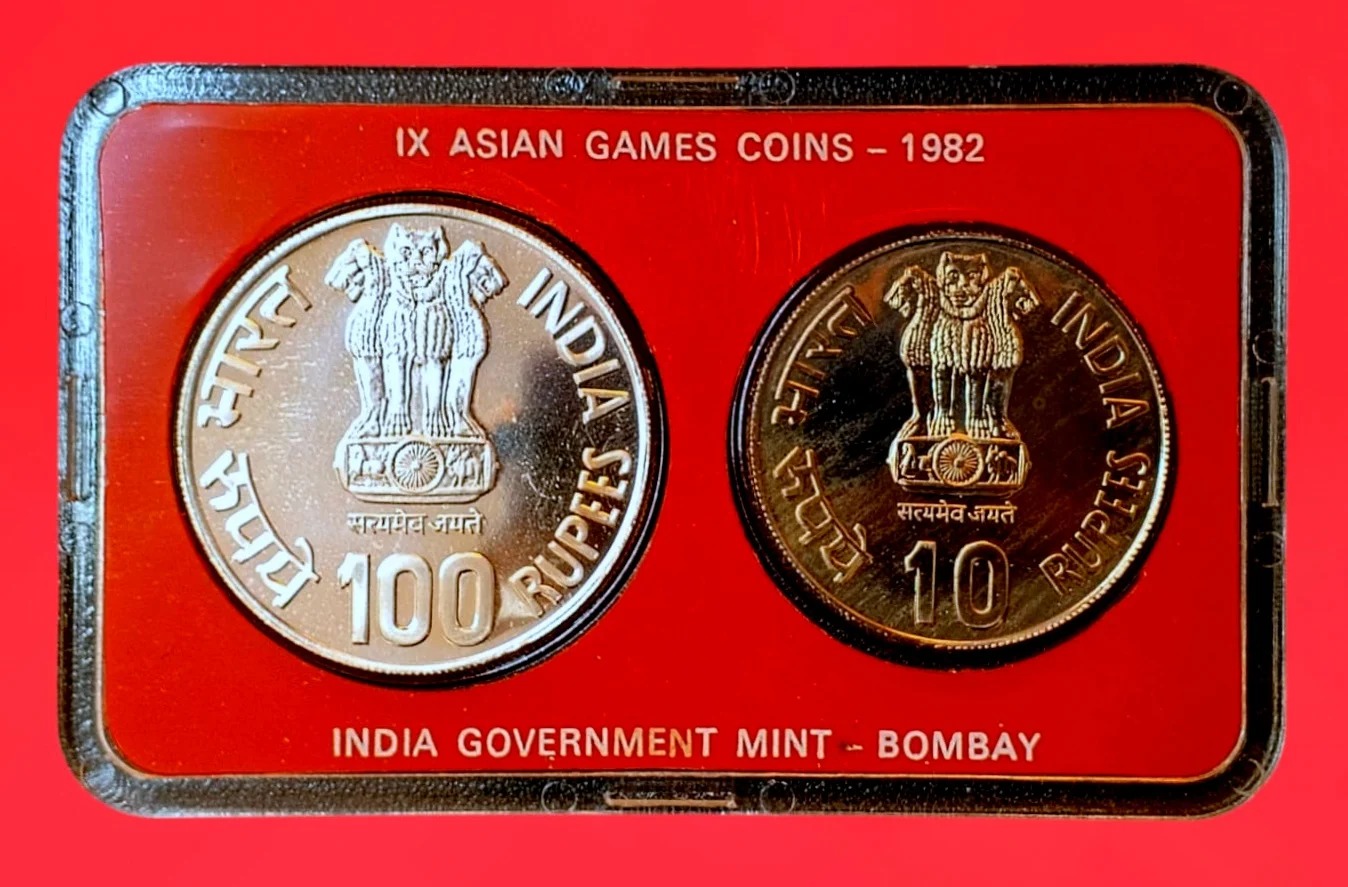 IX ASIAN GAMES COINS – 1982
भारत
INDIA
रूपये
RUPEES
सत्यमेव जयते
100
भारत
INDIA
रूपये
RUPEES
सत्यमेव जयते
10
INDIA GOVERNMENT MINT - BOMBAY